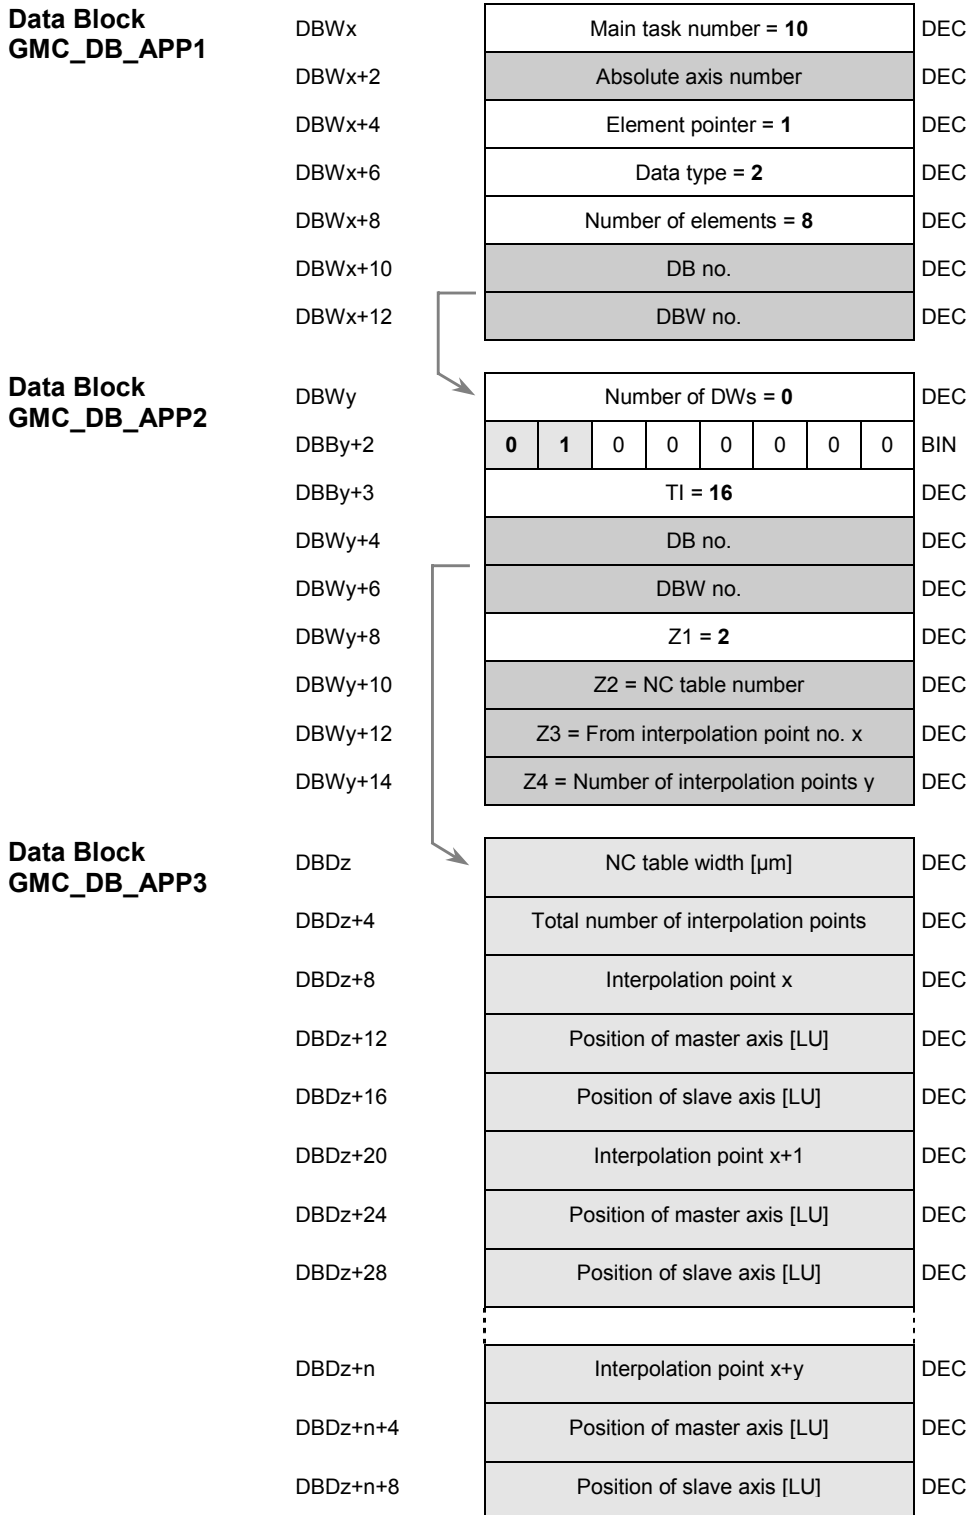 Data Block
GMC_DB_APP1
DBWx Main task number = 10 DEC
DBWx+2 Absolute axis number DEC
DBWx+4 Element pointer = 1 DEC
DBWx+6 Data type = 2 DEC
DBWx+8 Number of elements = 8 DEC
DBWx+10 DB no. DEC
DBWx+12 DBW no. DEC
Data Block
GMC_DB_APP2
DBWy Number of DWs = 0 DEC
DBBy+2 0 1 0 0 0 0 0 0 BIN
DBBy+3 TI = 16 DEC
DBWy+4 DB no. DEC
DBWy+6 DBW no. DEC
DBWy+8 Z1 = 2 DEC
DBWy+10 Z2 = NC table number DEC
DBWy+12 Z3 = From interpolation point no. x DEC
DBWy+14 Z4 = Number of interpolation points y DEC
Data Block
GMC_DB_APP3
DBDz NC table width [µm] DEC
DBDz+4 Total number of interpolation points DEC
DBDz+8 Interpolation point x DEC
DBDz+12 Position of master axis [LU] DEC
DBDz+16 Position of slave axis [LU] DEC
DBDz+20 Interpolation point x+1 DEC
DBDz+24 Position of master axis [LU] DEC
DBDz+28 Position of slave axis [LU] DEC
DBDz+n Interpolation point x+y DEC
DBDz+n+4 Position of master axis [LU] DEC
DBDz+n+8 Position of slave axis [LU] DEC